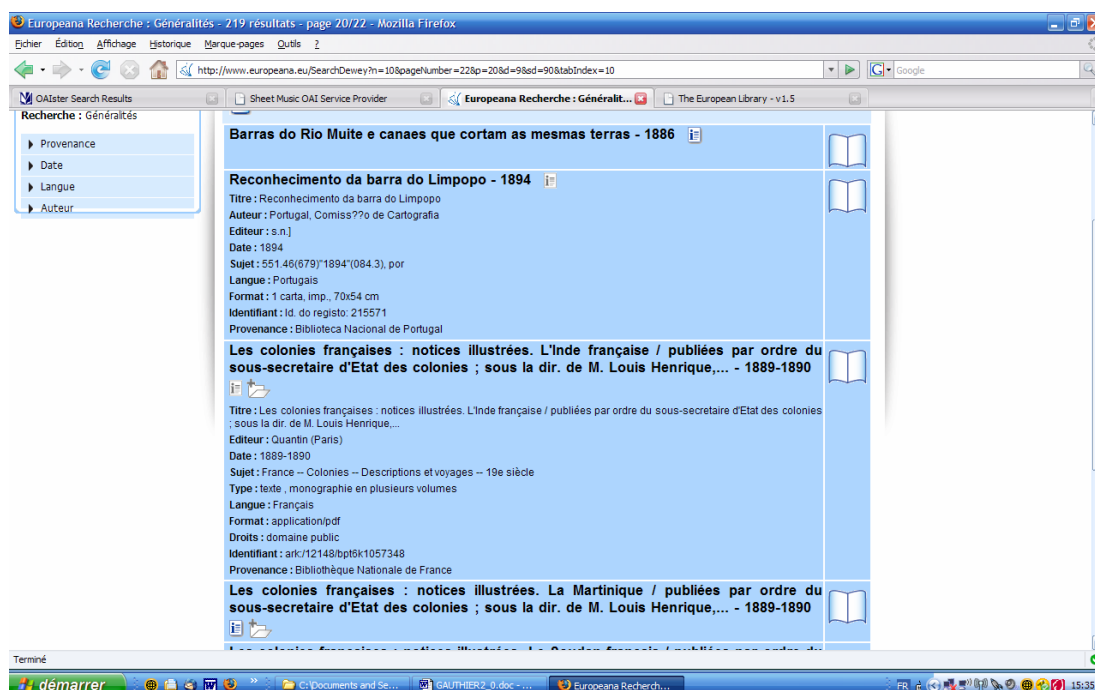 Europeana Recherche : Généralités - 219 résultats - page 20/22 - Mozilla Firefox
Fichier Édition Affichage Historique Marque-pages Outils ?
http://www.europeana.eu/SearchDewey?n=10&pageNumber=22&p=20&d=9&sd=90&tabIndex=10
G Google
OAIster Search Results
Sheet Music OAI Service Provider
Europeana Recherche : Généralit...
The European Library - v1.5
Recherche : Généralités
Provenance
Date
Langue
Auteur
Barras do Rio Muite e canaes que cortam as mesmas terras - 1886
Reconhecimento da barra do Limpopo - 1894
Titre : Reconhecimento da barra do Limpopo
Auteur : Portugal, Comiss??o de Cartografia
Editeur : s.n.]
Date : 1894
Sujet : 551.46(679)"1894"(084.3), por
Langue : Portugais
Format : 1 carta, imp., 70x54 cm
Identifiant : Id. do registo: 215571
Provenance : Biblioteca Nacional de Portugal
Les colonies françaises : notices illustrées. L'Inde française / publiées par ordre du
sous-secretaire d'Etat des colonies ; sous la dir. de M. Louis Henrique,... - 1889-1890
Titre : Les colonies françaises : notices illustrées. L'Inde française / publiées par ordre du sous-secretaire d'Etat des colonies
; sous la dir. de M. Louis Henrique,...
Editeur : Quantin (Paris)
Date : 1889-1890
Sujet : France -- Colonies -- Descriptions et voyages -- 19e siècle
Type : texte , monographie en plusieurs volumes
Langue : Français
Format : application/pdf
Droits : domaine public
Identifiant : ark:/12148/bpt6k1057348
Provenance : Bibliothèque Nationale de France
Les colonies françaises : notices illustrées. La Martinique / publiées par ordre du
sous-secretaire d'Etat des colonies ; sous la dir. de M. Louis Henrique,... - 1889-1890
Les colonies françaises : notices illustrées. Le Soudan français / publiées par ordre du
Terminé
démarrer
C:\Documents and Se...
GAUTHIER2_0.doc - ...
Europeana Recherch...
FR
15:35